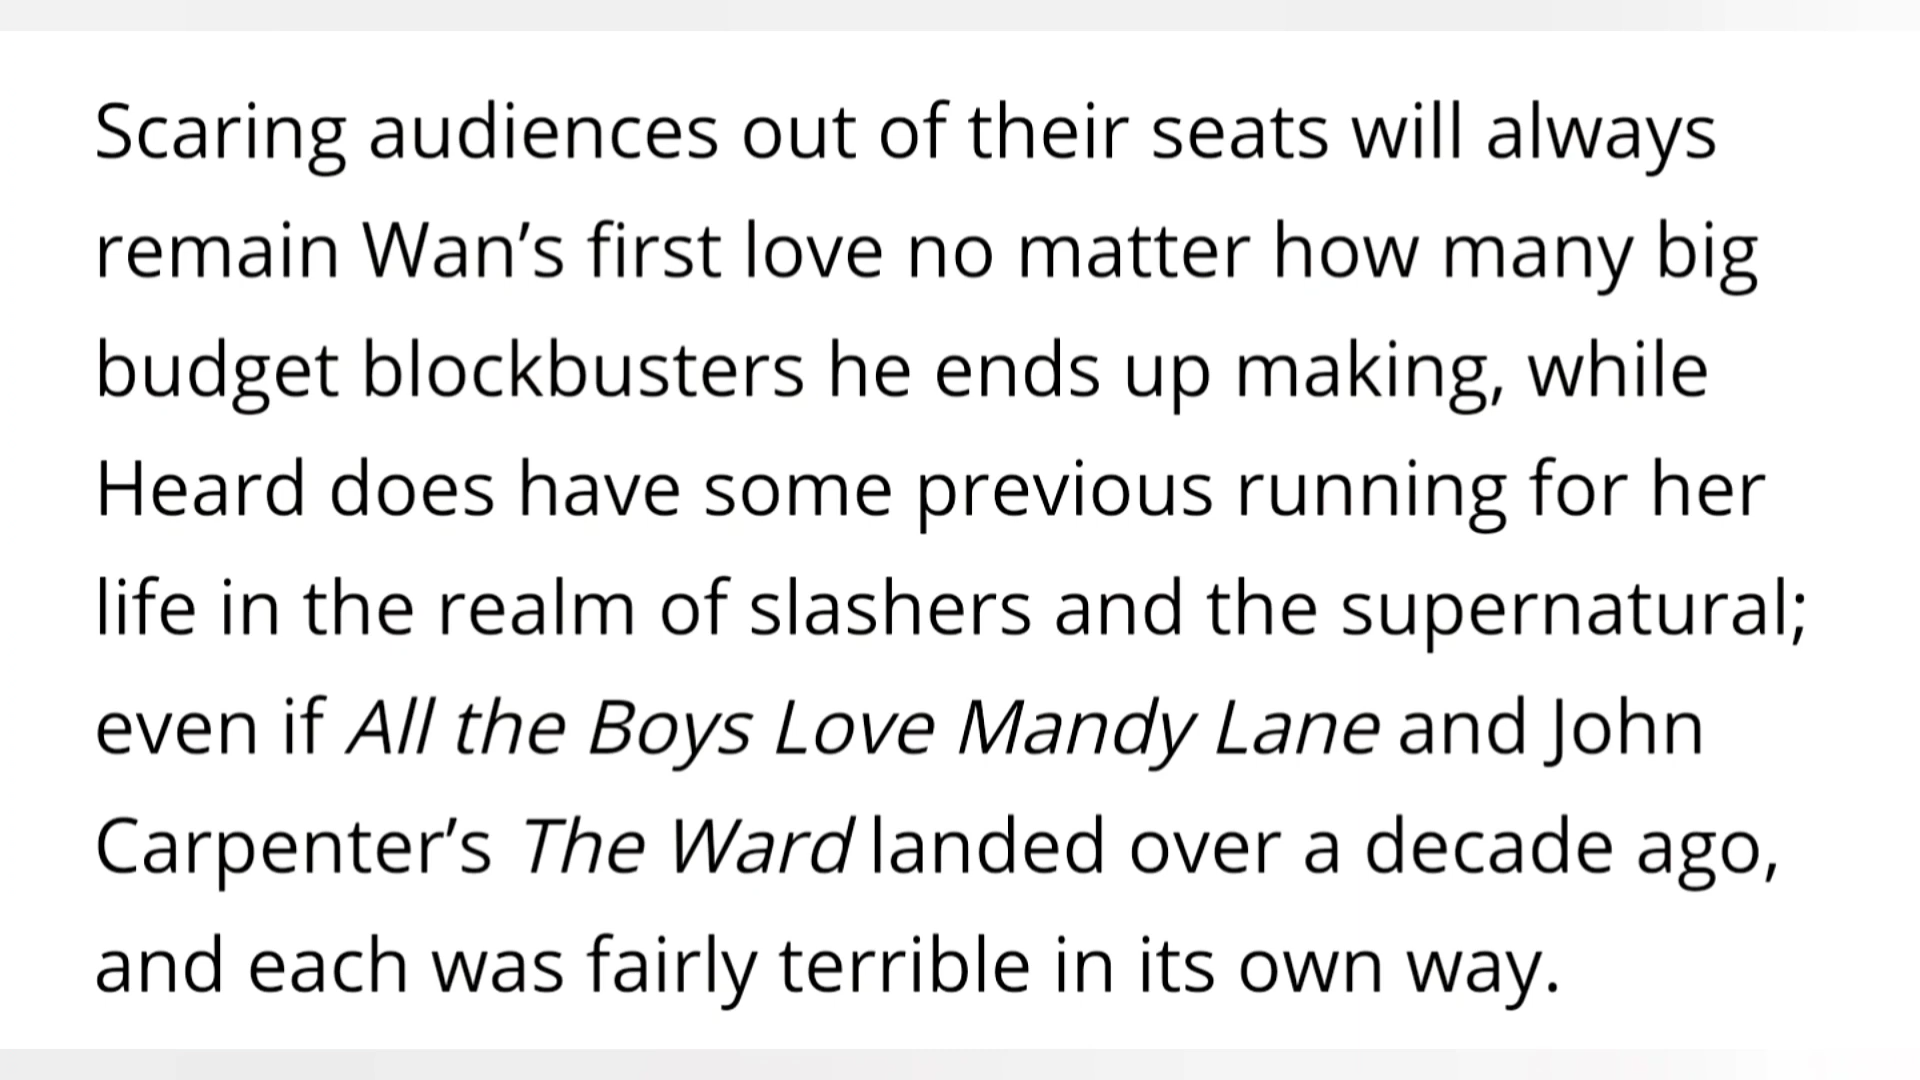 Scaring audiences out of their seats will always
remain Wan’s first love no matter how many big
budget blockbusters he ends up making, while
Heard does have some previous running for her
life in the realm of slashers and the supernatural;
even if All the Boys Love Mandy Lane and John
Carpenter’s The Ward landed over a decade ago,
and each was fairly terrible in its own way.